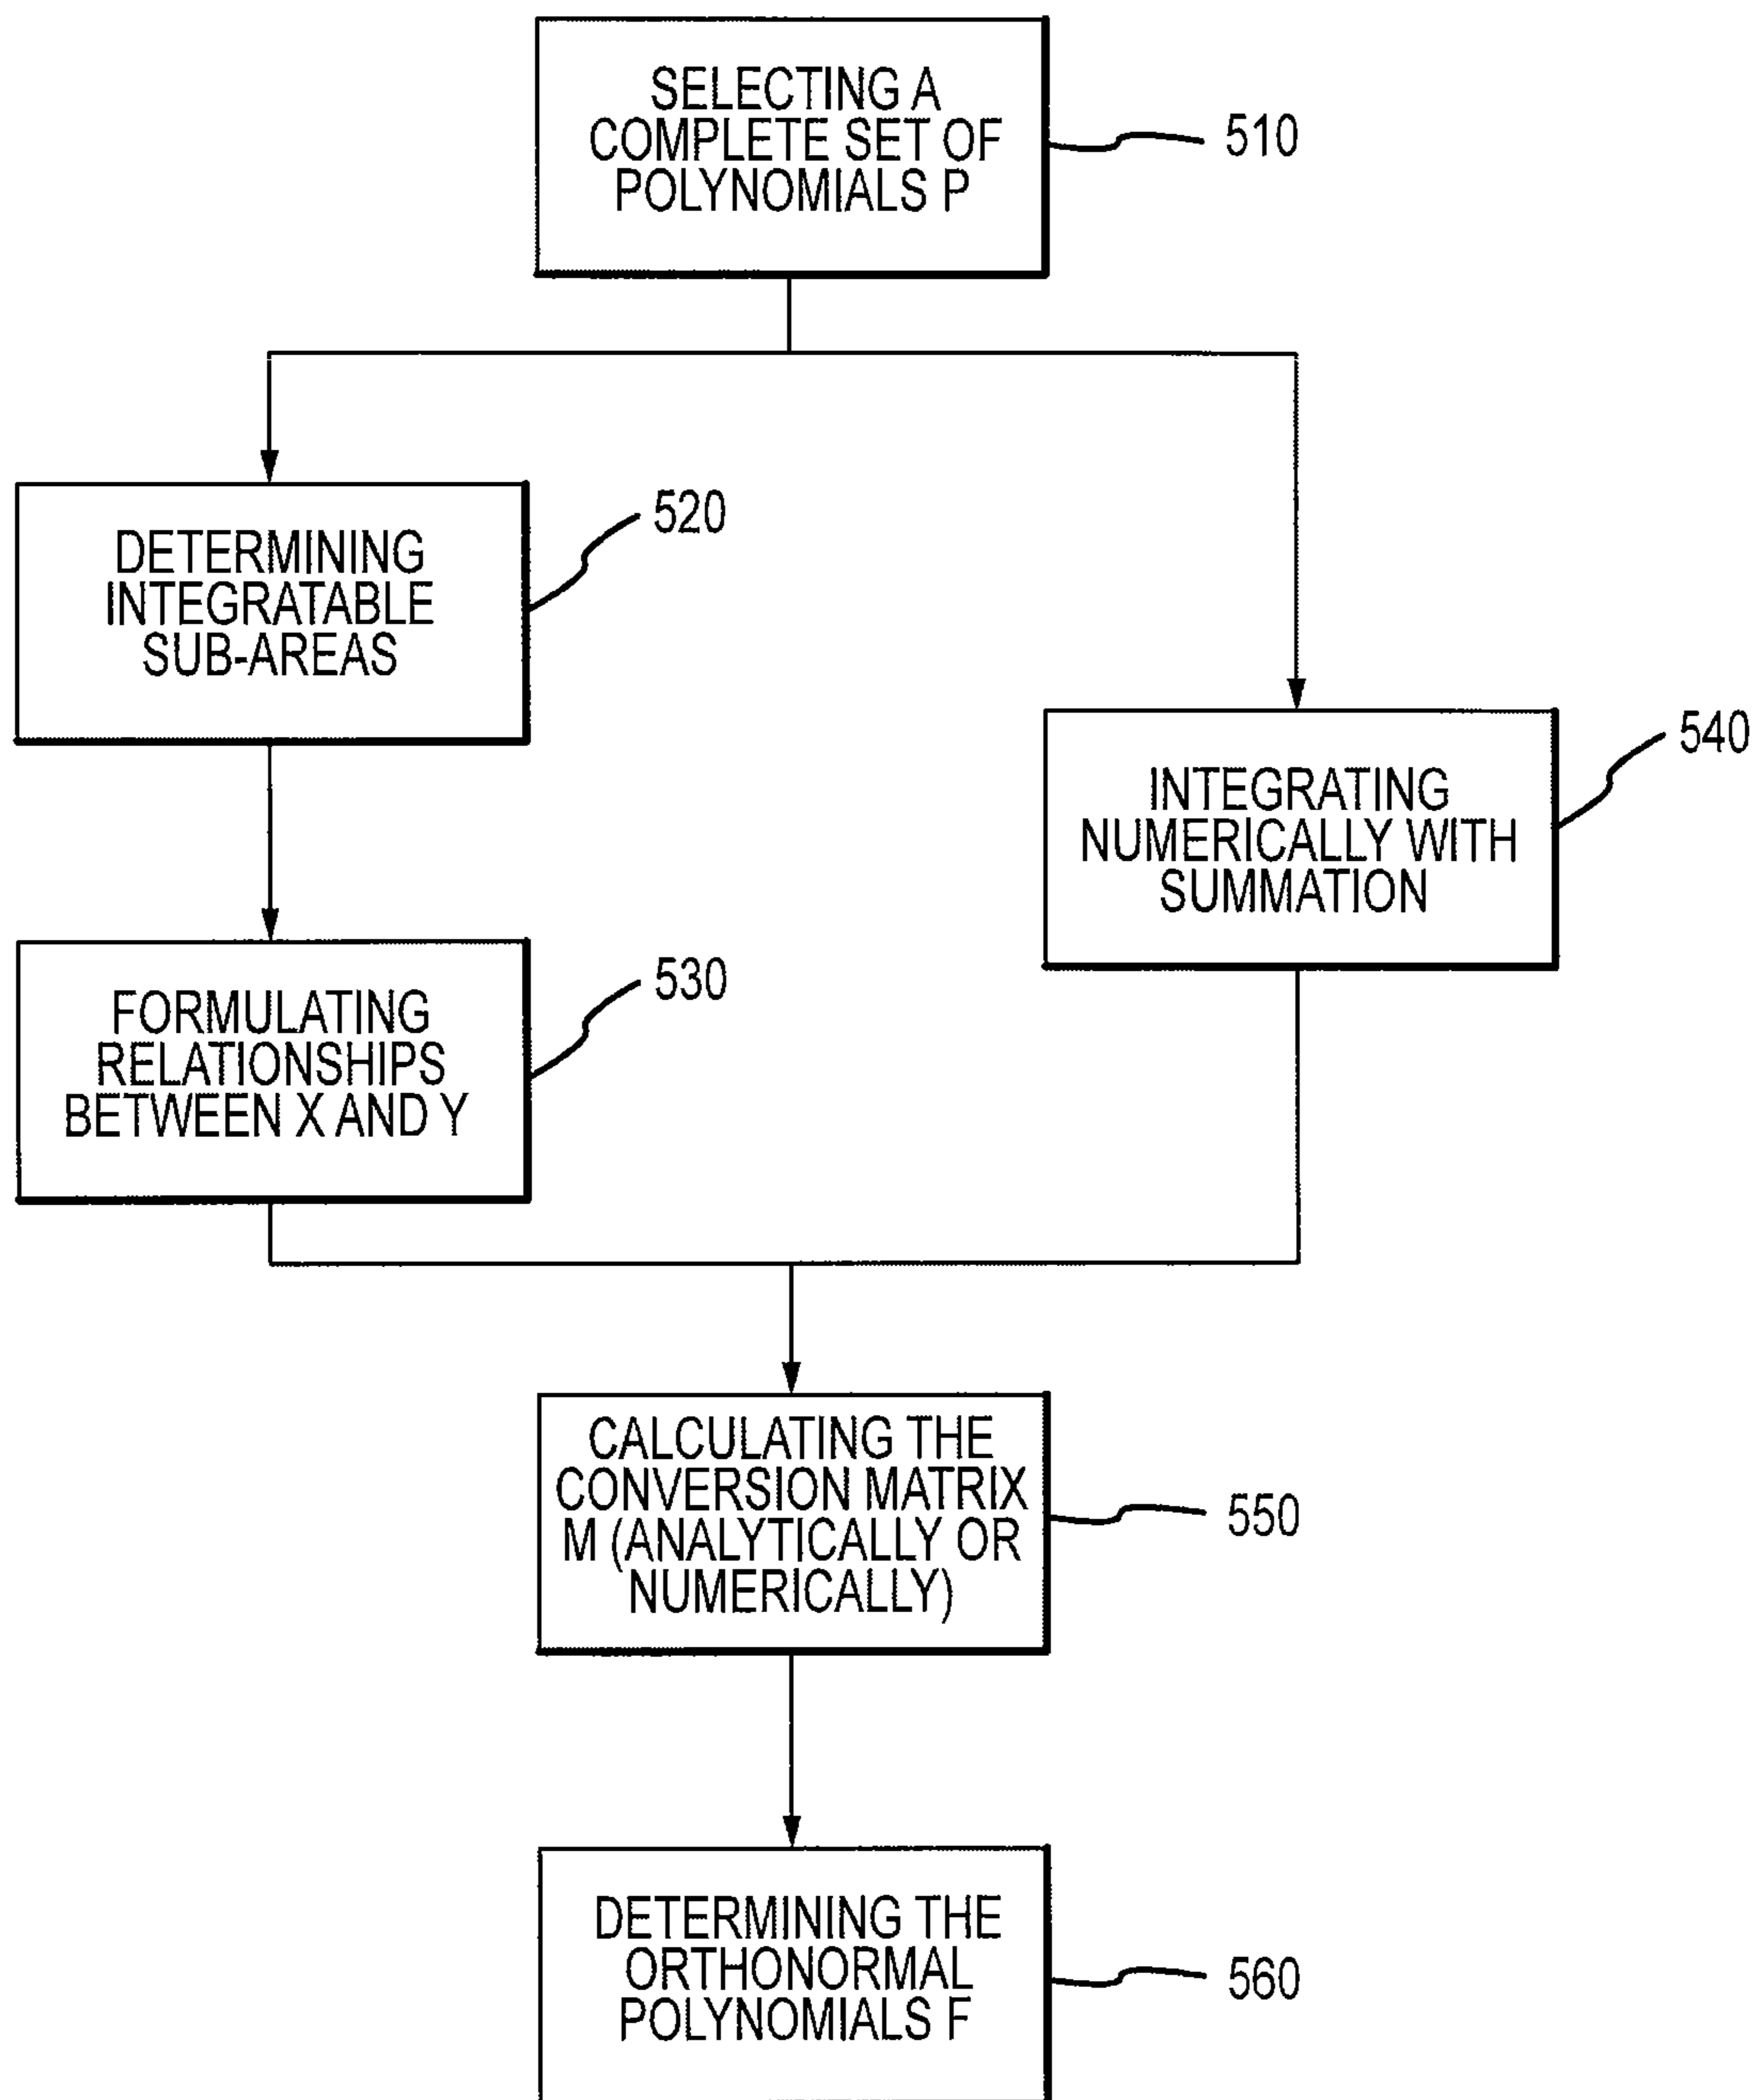 SELECTING A
COMPLETE SET OF
POLYNOMIALS P
510
DETERMINING
INTEGRATABLE
SUB-AREAS
520
INTEGRATING
NUMERICALLY WITH
SUMMATION
540
FORMULATING
RELATIONSHIPS
BETWEEN X AND Y
530
CALCULATING THE
CONVERSION MATRIX
M (ANALYTICALLY OR
NUMERICALLY)
550
DETERMINING THE
ORTHONORMAL
POLYNOMIALS F
560